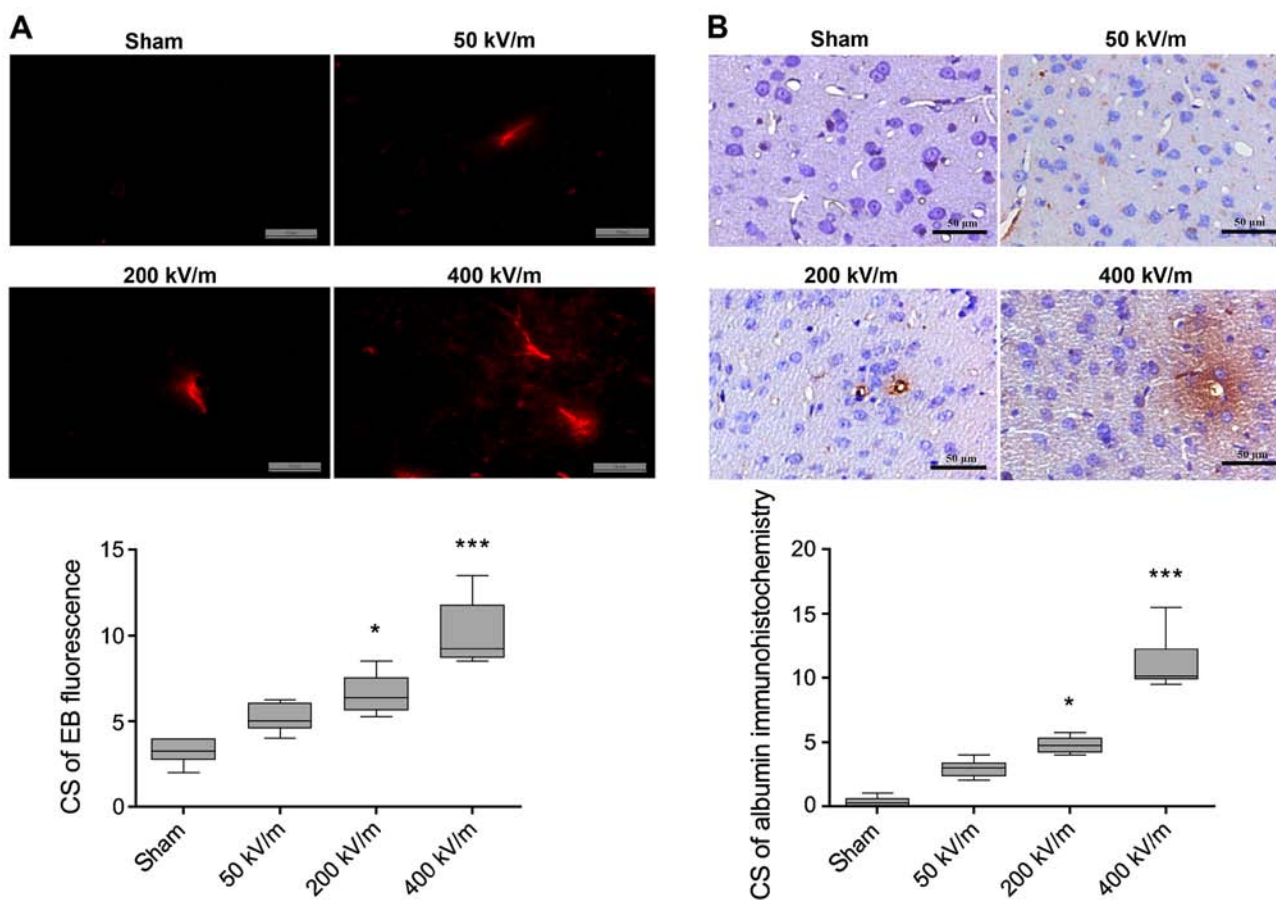 A
B
Sham
50 kV/m
Sham
50 kV/m
50 µm
50 µm
200 kV/m
400 kV/m
200 kV/m
400 kV/m
50 µm
50 µm
CS of EB fluorescence
15
10
5
0
*
***
Sham
50 kV/m
200 kV/m
400 kV/m
CS of albumin immunohistochemistry
20
15
10
5
0
*
***
Sham
50 kV/m
200 kV/m
400 kV/m